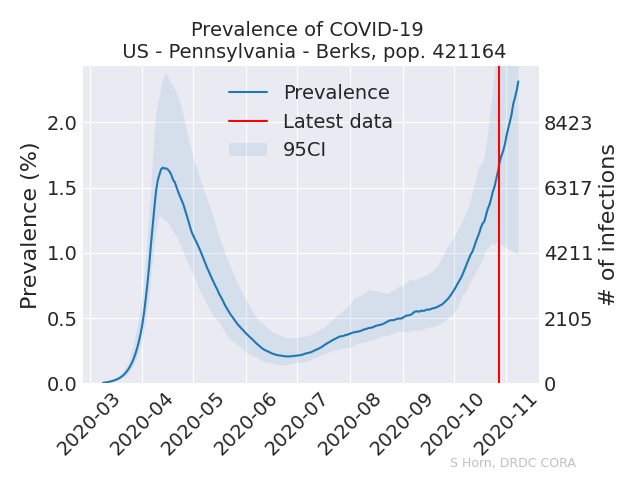 Prevalence of COVID-19
US - Pennsylvania - Berks, pop. 421164
Prevalence
Latest data
95CI
Prevalence (%)
2.0
1.5
1.0
0.5
0.0
8423
6317
4211
2105
0
# of infections
2020-03
2020-04
2020-05
2020-06
2020-07
2020-08
2020-09
2020-10
2020-11
S Horn, DRDC CORA